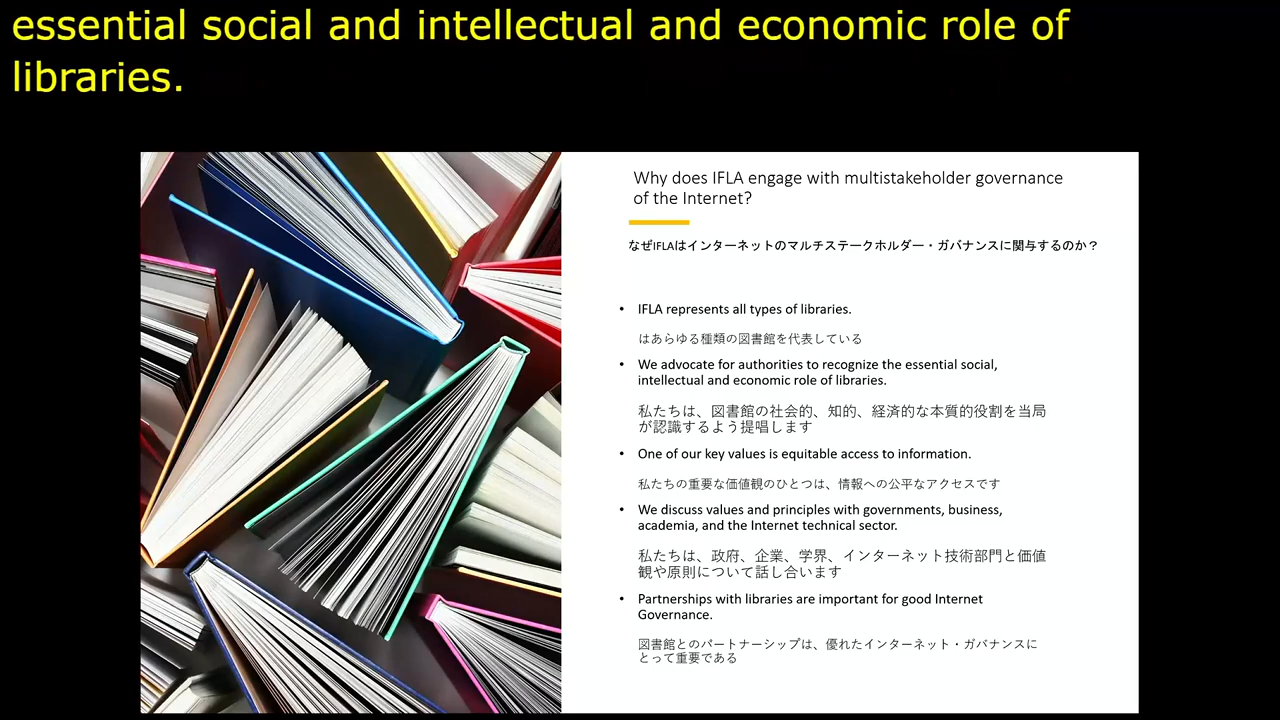 essential social and intellectual and economic role of
libraries.
Why does IFLA engage with multistakeholder governance
of the Internet?
なぜIFLAはインターネットのマルチステークホルダー・ガバナンスに関与するのか？
• IFLA represents all types of libraries.
はあらゆる種類の図書館を代表している
• We advocate for authorities to recognize the essential social,
intellectual and economic role of libraries.
私たちは、図書館の社会的、知的、経済的な本質的役割を当局
が認識するよう提唱します
• One of our key values is equitable access to information.
私たちの重要な価値観のひとつは、情報への公平なアクセスです
• We discuss values and principles with governments, business,
academia, and the Internet technical sector.
私たちは、政府、企業、学界、インターネット技術部門と価値
観や原則について話し合います
• Partnerships with libraries are important for good Internet
Governance.
図書館とのパートナーシップは、優れたインターネット・ガバナンスに
とって重要である